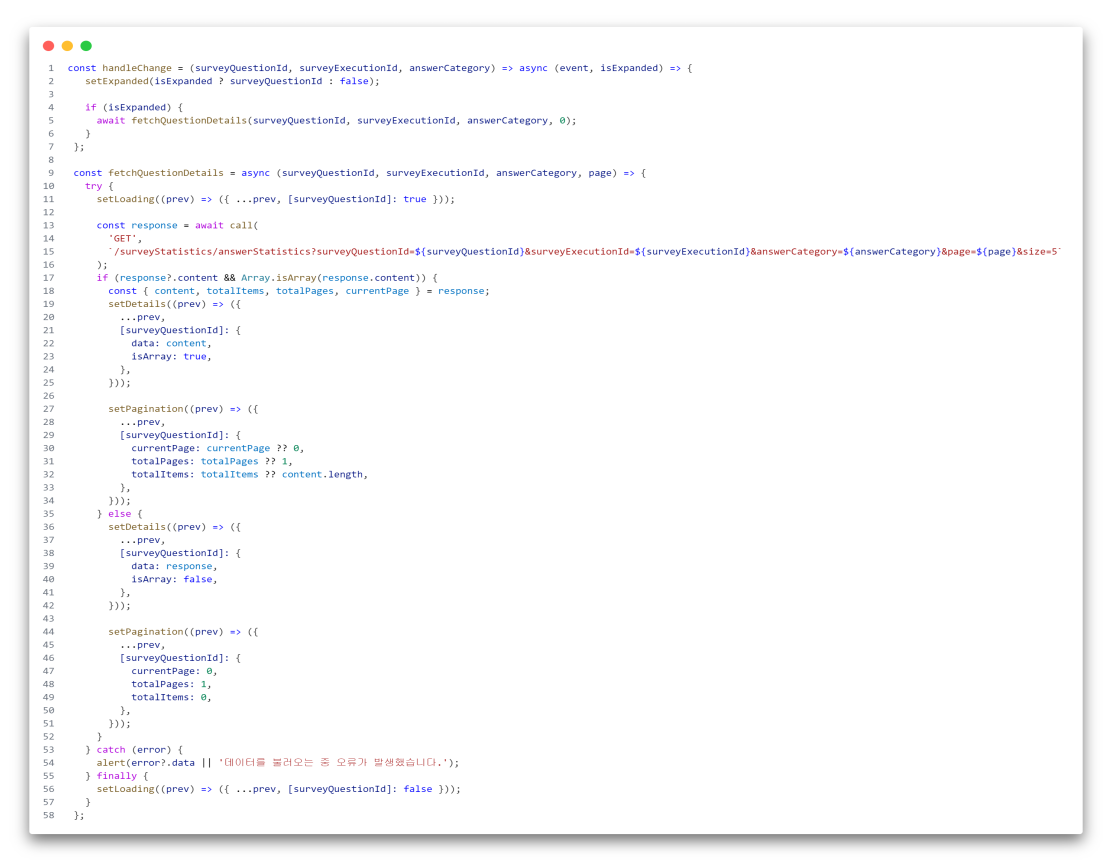 1 const handleChange = (surveyQuestionId, surveyExecutionId, answerCategory) => async (event, isExpanded) => {
2 setExpanded(isExpanded ? surveyQuestionId : false);
3
4 if (isExpanded) {
5 await fetchQuestionDetails(surveyQuestionId, surveyExecutionId, answerCategory, 0);
6 }
7 };
8
9 const fetchQuestionDetails = async (surveyQuestionId, surveyExecutionId, answerCategory, page) => {
10 try {
11 setLoading((prev) => ({ ...prev, [surveyQuestionId]: true }));
12
13 const response = await call(
14 'GET',
15 `/surveyStatistics/answerStatistics?surveyQuestionId=${surveyQuestionId}&surveyExecutionId=${surveyExecutionId}&answerCategory=${answerCategory}&page=${page}&size=5`
16 );
17 if (response?.content && Array.isArray(response.content)) {
18 const { content, totalItems, totalPages, currentPage } = response;
19 setDetails((prev) => ({
20 ...prev,
21 [surveyQuestionId]: {
22 data: content,
23 isArray: true,
24 },
25 }));
26
27 setPagination((prev) => ({
28 ...prev,
29 [surveyQuestionId]: {
30 currentPage: currentPage ?? 0,
31 totalPages: totalPages ?? 1,
32 totalItems: totalItems ?? content.length,
33 },
34 }));
35 } else {
36 setDetails((prev) => ({
37 ...prev,
38 [surveyQuestionId]: {
39 data: response,
40 isArray: false,
41 },
42 }));
43
44 setPagination((prev) => ({
45 ...prev,
46 [surveyQuestionId]: {
47 currentPage: 0,
48 totalPages: 1,
49 totalItems: 0,
50 },
51 }));
52 }
53 } catch (error) {
54 alert(error?.data || '데이터를 불러오는 중 오류가 발생했습니다.');
55 } finally {
56 setLoading((prev) => ({ ...prev, [surveyQuestionId]: false }));
57 }
58 };